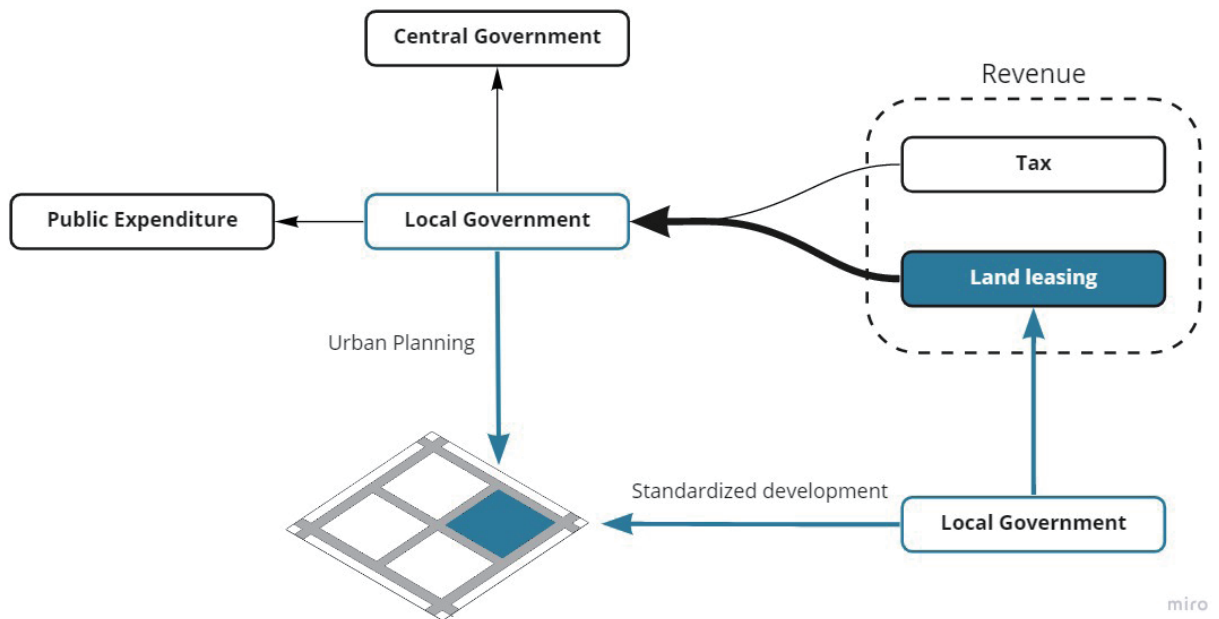 Central Government
Revenue
Tax
Public Expenditure
Local Government
Land leasing
Urban Planning
Standardized development
Local Government
miro